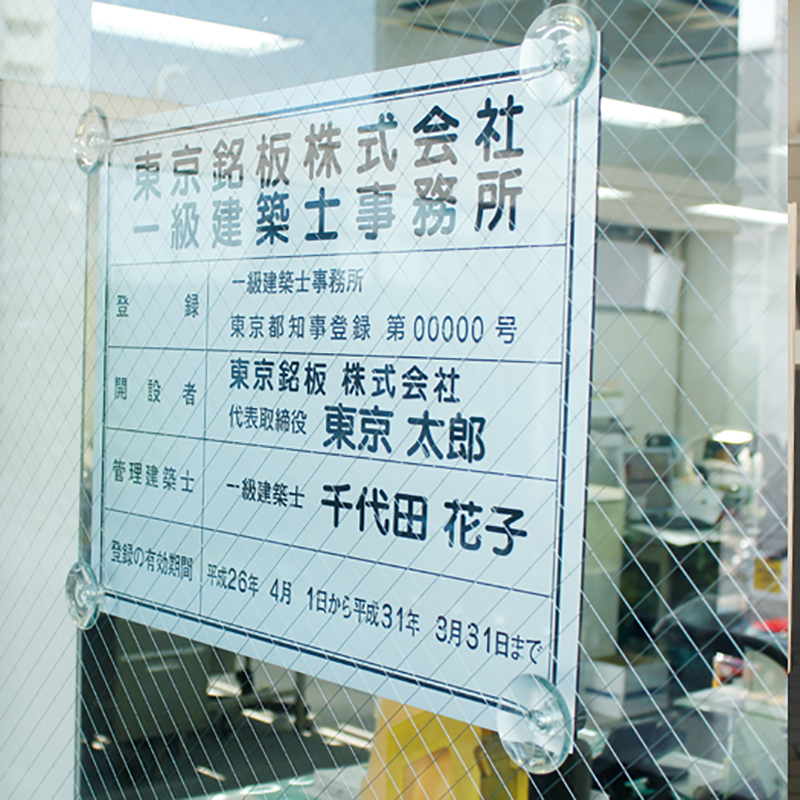 東京銘板株式会社
一級建築士事務所
登録 一級建築士事務所
東京都知事登録 第00000号
開設者 東京銘板 株式会社
代表取締役 東京 太郎
管理建築士 一級建築士 千代田 花子
登録の有効期間 平成26年 4月 1日から平成31年 3月31日まで